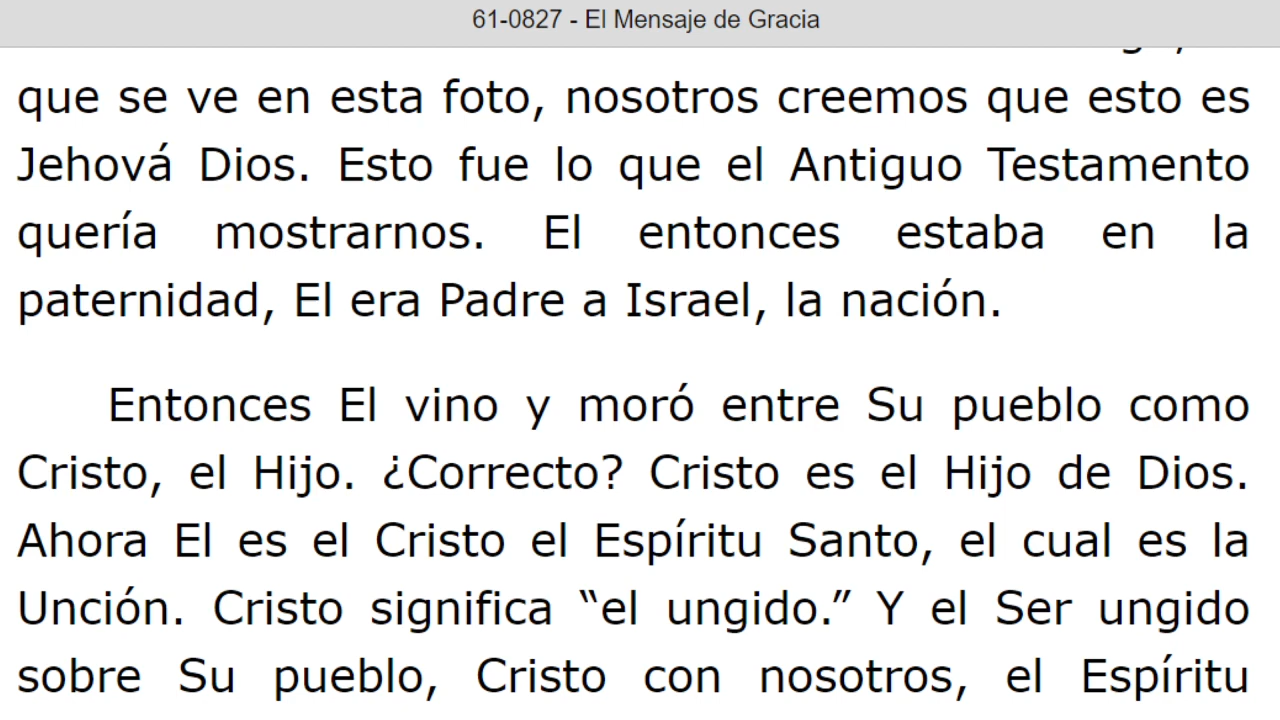 61-0827 - El Mensaje de Gracia
que se ve en esta foto, nosotros creemos que esto es
Jehová Dios. Esto fue lo que el Antiguo Testamento
quería mostrarnos. El entonces estaba en la
paternidad, El era Padre a Israel, la nación.
Entonces El vino y moró entre Su pueblo como
Cristo, el Hijo. ¿Correcto? Cristo es el Hijo de Dios.
Ahora El es el Cristo el Espíritu Santo, el cual es la
Unción. Cristo significa “el ungido.” Y el Ser ungido
sobre Su pueblo, Cristo con nosotros, el Espíritu